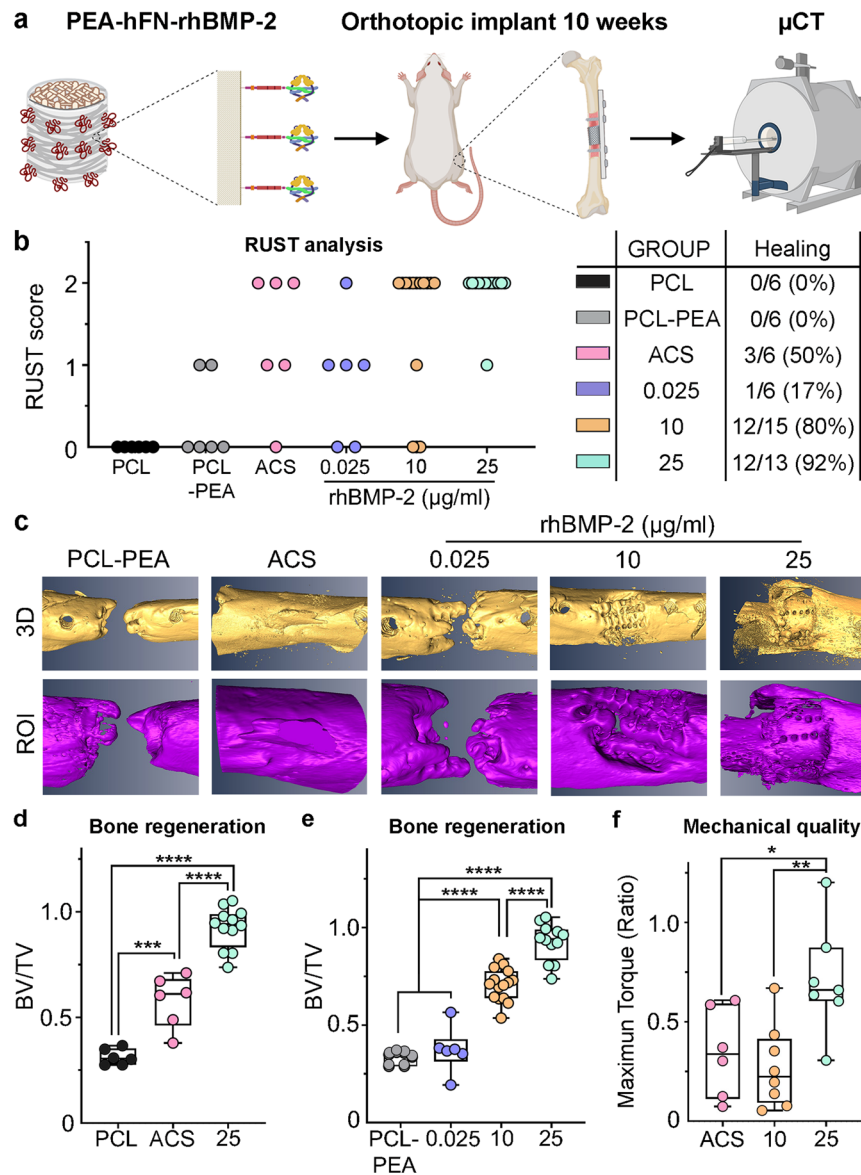 a PEA-hFN-rhBMP-2 Orthotopic implant 10 weeks µCT
b RUST analysis
RUST score
2
1
0
PCL PCL-PEA ACS 0.025 10 25
rhBMP-2 (µg/ml)
GROUP Healing
PCL 0/6 (0%)
PCL-PEA 0/6 (0%)
ACS 3/6 (50%)
0.025 1/6 (17%)
10 12/15 (80%)
25 12/13 (92%)
c
rhBMP-2 (µg/ml)
PCL-PEA ACS 0.025 10 25
3D
ROI
d Bone regeneration
****
****
***
BV/TV
1.0
0.5
0
PCL ACS 25
e Bone regeneration
****
**** ****
BV/TV
1.0
0.5
0
PCL-PEA 0.025 10 25
f Mechanical quality
*
**
Maximun Torque (Ratio)
1.0
0.5
0
ACS 10 25